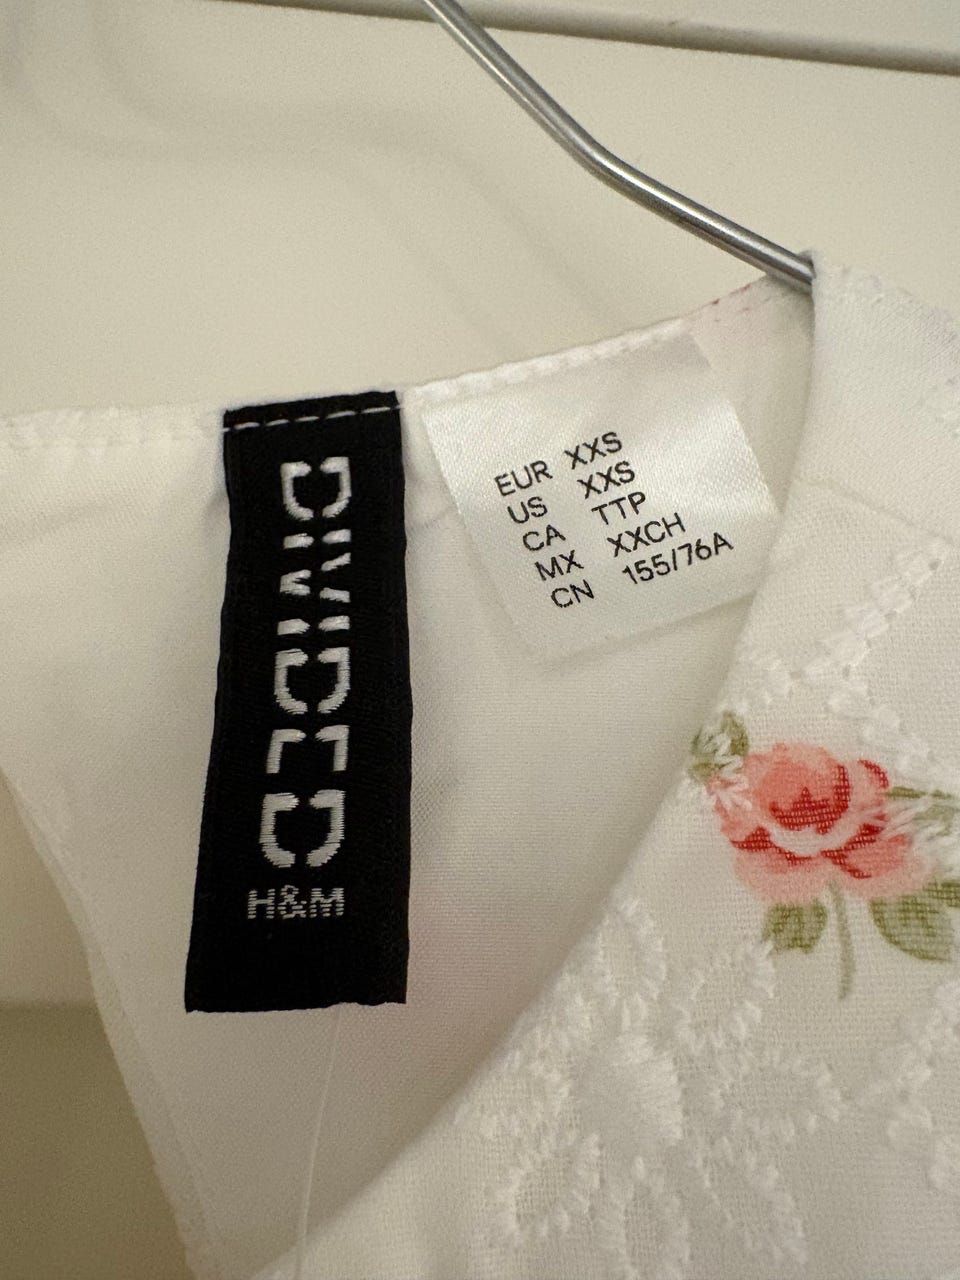 DIVIDED
H&M
EUR XXS
US XXS
CA TTP
MX XXCH
CN 155/76A